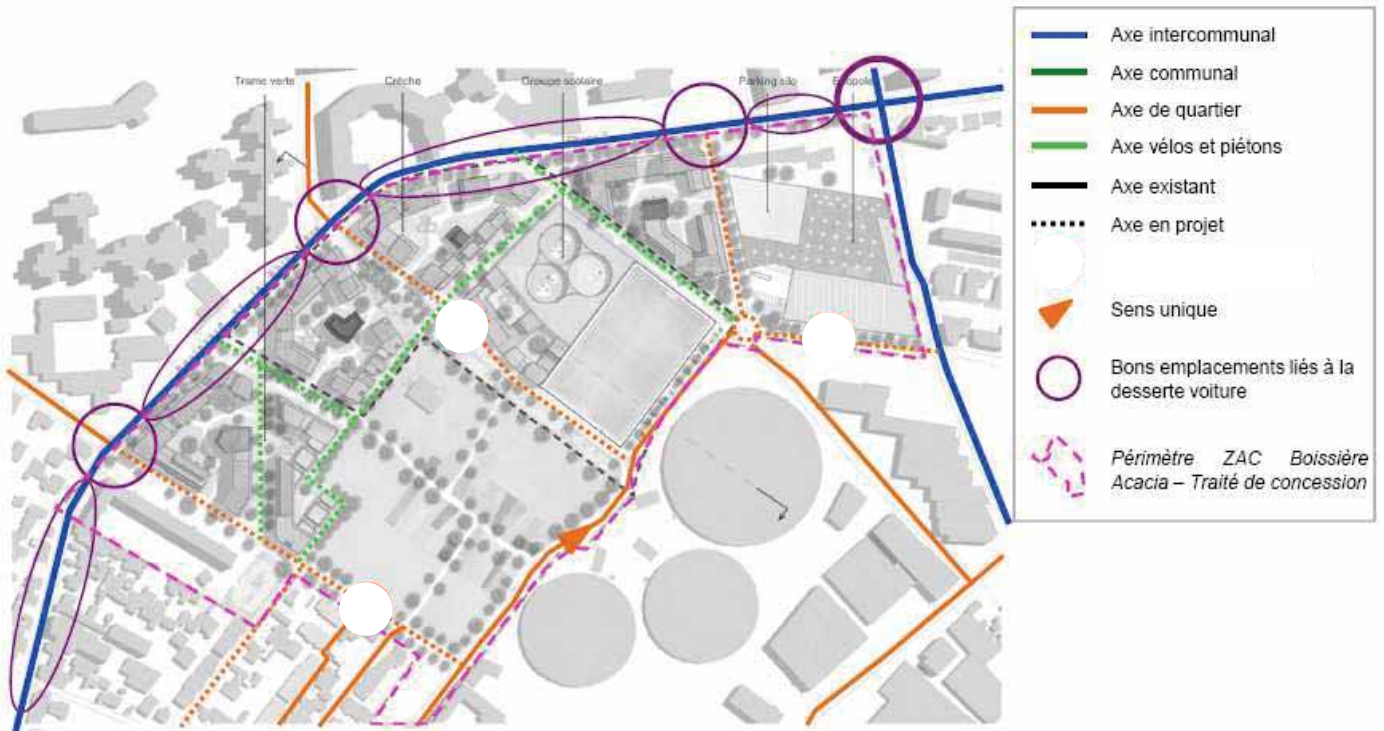 Trame verte
Crèche
Groupe scolaire
Parking silo
Ecopole
Axe intercommunal
Axe communal
Axe de quartier
Axe vélos et piétons
Axe existant
Axe en projet
Sens unique
Bons emplacements liés à la
desserte voiture
Périmètre ZAC Boissière
Acacia – Traité de concession